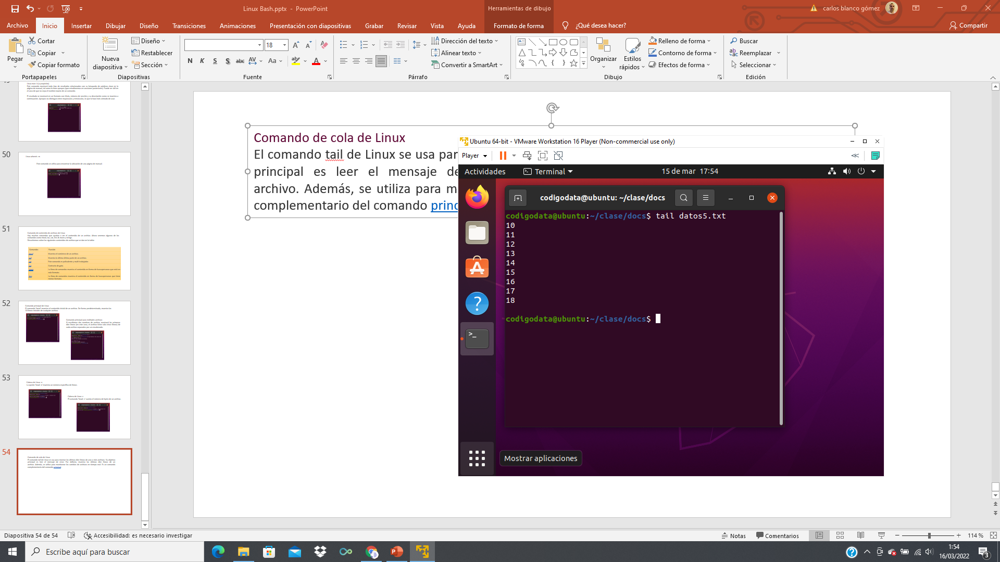 Linux Bash.pptx - PowerPoint
Herramientas de dibujo
carlos blanco gómez
Archivo
Inicio
Insertar
Dibujar
Diseño
Transiciones
Animaciones
Presentación con diapositivas
Grabar
Revisar
Vista
Ayuda
Formato de forma
¿Qué desea hacer?
Compartir
Pegar
Cortar
Copiar
Copiar formato
Portapapeles
Nueva diapositiva
Diseño
Restablecer
Sección
Diapositivas
18
N K S S abc AV Aa
Fuente
Dirección del texto
Alinear texto
Convertir a SmartArt
Párrafo
Organizar
Estilos rápidos
Relleno de forma
Contorno de forma
Efectos de forma
Dibujo
Buscar
Reemplazar
Seleccionar
Edición
50
51
52
53
54
Comando de cola de Linux
El comando tail de Linux se usa par
principal es leer el mensaje de
archivo. Además, se utiliza para m
complementario del comando princ
Ubuntu 64-bit - VMware Workstation 16 Player (Non-commercial use only)
Player
Actividades
Terminal
15 de mar 17:54
codigodata@ubuntu: ~/clase/docs
codigodata@ubuntu:~/clase/docs$ tail datos5.txt
10
11
12
13
14
15
16
17
18
codigodata@ubuntu:~/clase/docs$
Mostrar aplicaciones
Diapositiva 54 de 54
Accesibilidad: es necesario investigar
Notas
Comentarios
114 %
Escribe aquí para buscar
1:54
16/03/2022
3